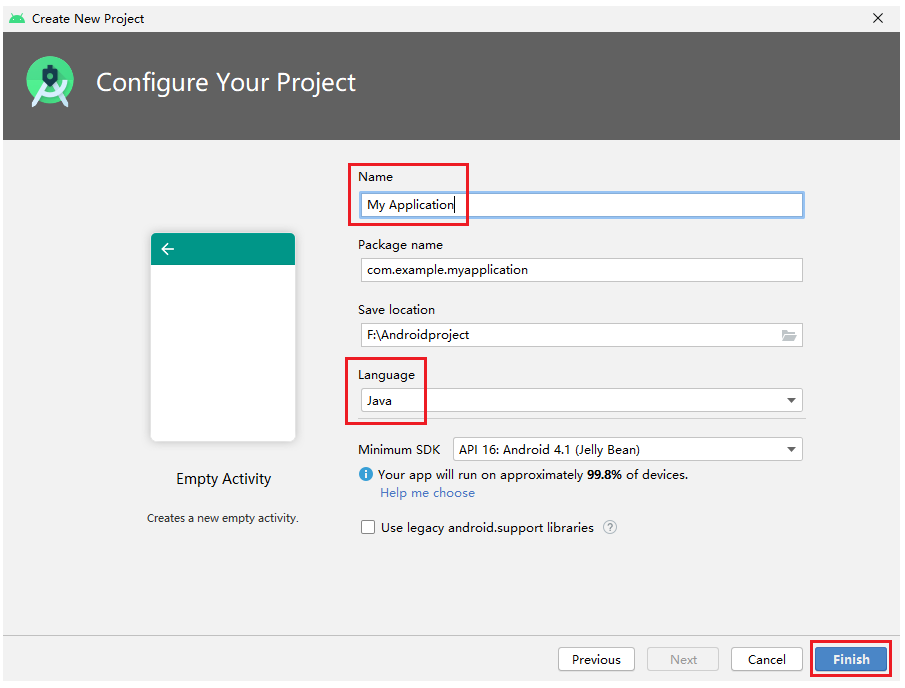 Create New Project
Configure Your Project
Name
My Application
Package name
com.example.myapplication
Save location
F:\Androidproject
Language
Java
Minimum SDK
API 16: Android 4.1 (Jelly Bean)
Your app will run on approximately 99.8% of devices.
Help me choose
Use legacy android.support libraries
?
Empty Activity
Creates a new empty activity.
Previous
Next
Cancel
Finish